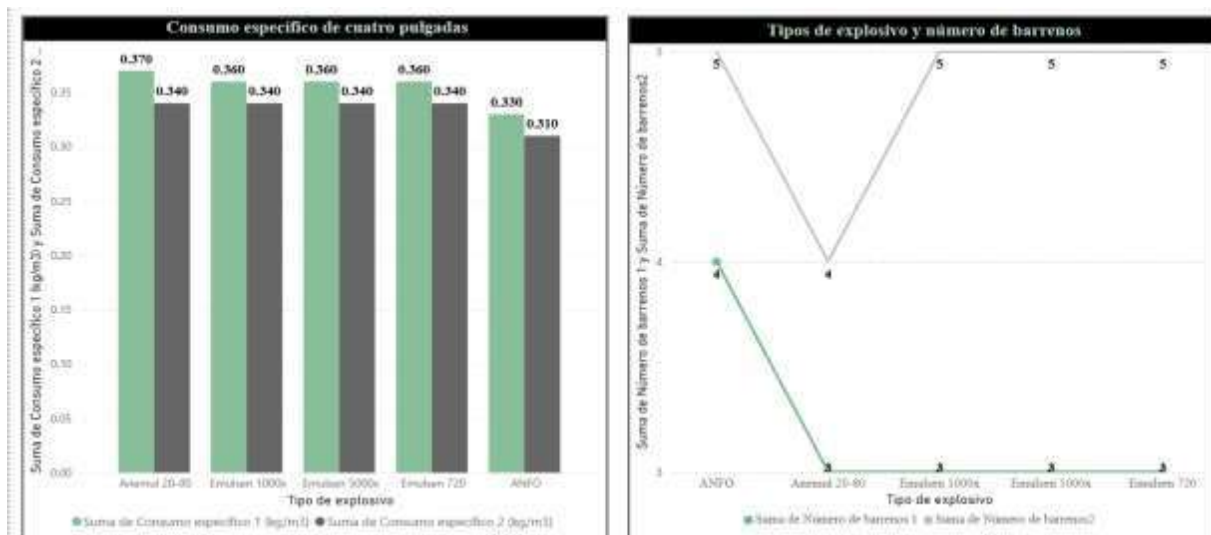 Consumo específico de cuatro pulgadas
Suma de Consumo específico 1 (kg/m3) y Suma de Consumo específico 2 ...
0.35
0.30
0.25
0.20
0.15
0.10
0.05
0.00
0.370
0.340
0.360
0.340
0.360
0.340
0.360
0.340
0.330
0.310
Anemul 20-80
Emulsen 1000x
Emulsen 5000x
Emulsen 720
ANFO
Tipo de explosivo
Suma de Consumo específico 1 (kg/m3)
Suma de Consumo específico 2 (kg/m3)
Tipos de explosivo y número de barrenos
Suma de Número de barrenos 1 y Suma de Número de barrenos2
5
4
3
5
4
5
5
5
4
3
3
3
3
ANFO
Anemul 20-80
Emulsen 1000x
Emulsen 5000x
Emulsen 720
Tipo de explosivo
Suma de Número de barrenos 1
Suma de Número de barrenos2